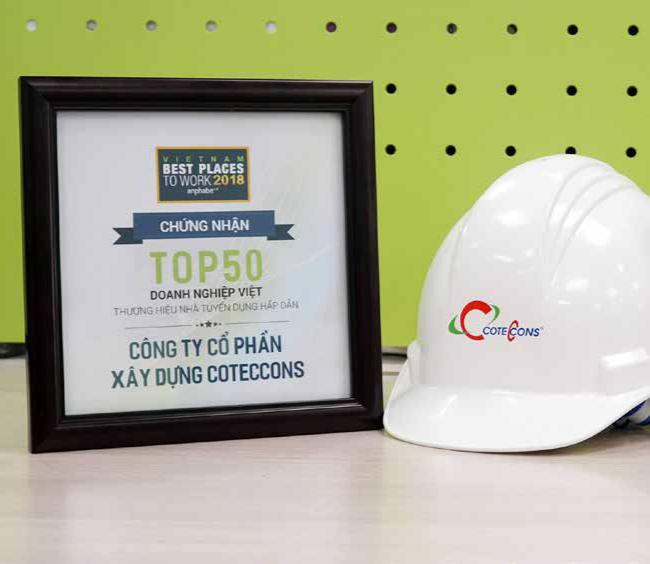 VIETNAM
BEST PLACES
TO WORK 2018
anphabe
CHỨNG NHẬN
TOP50
DOANH NGHIỆP VIỆT
THƯƠNG HIỆU NHÀ TUYỂN DỤNG HẤP DẪN
CÔNG TY CỔ PHẦN
XÂY DỰNG COTECCONS
COTECCONS